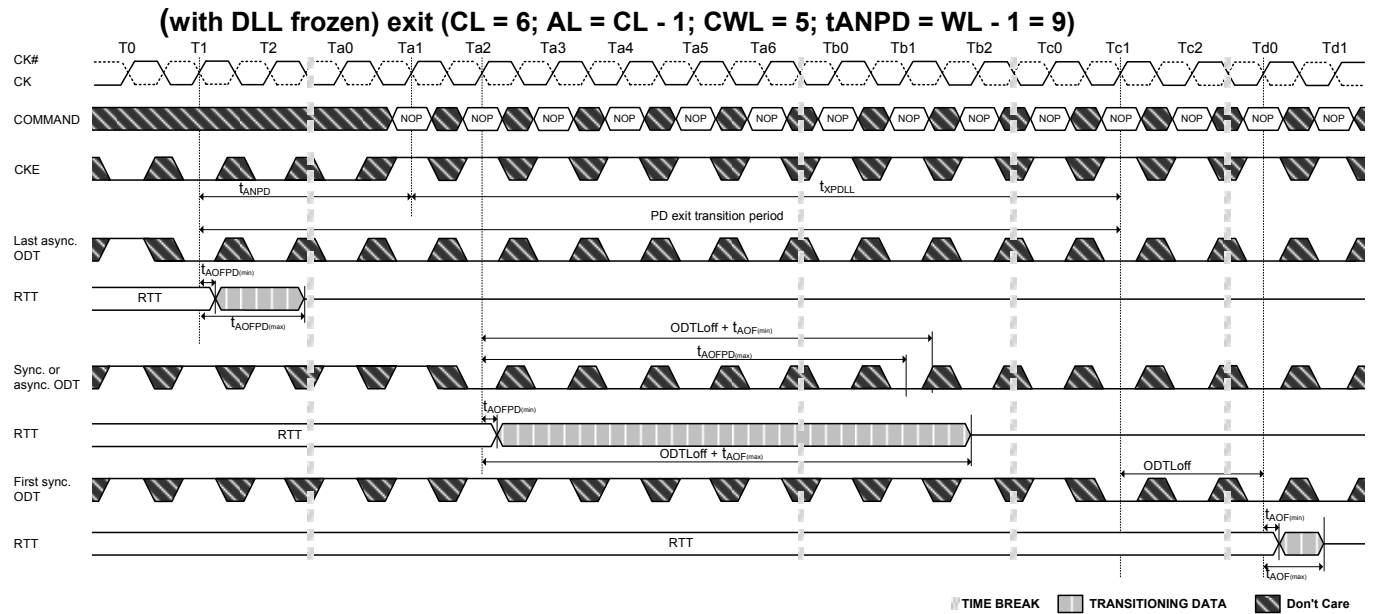 (with DLL frozen) exit (CL = 6; AL = CL - 1; CWL = 5; tANPD = WL - 1 = 9)
T0 T1 T2 Ta0 Ta1 Ta2 Ta3 Ta4 Ta5 Ta6 Tb0 Tb1 Tb2 Tc0 Tc1 Tc2 Td0 Td1
CK#
CK
COMMAND NOP NOP NOP NOP NOP NOP NOP NOP NOP NOP NOP NOP NOP NOP
CKE
tANPD tXPDLL
PD exit transition period
Last async.
ODT
tAOFPD(min)
RTT RTT
tAOFPD(max)
ODTLoff + tAOF(min)
tAOFPD(max)
Sync. or
async. ODT
tAOFPD(min)
RTT RTT
ODTLoff + tAOF(max)
ODTLoff
First sync.
ODT
tAOF(min)
RTT RTT
tAOF(max)
TIME BREAK TRANSITIONING DATA Don't Care